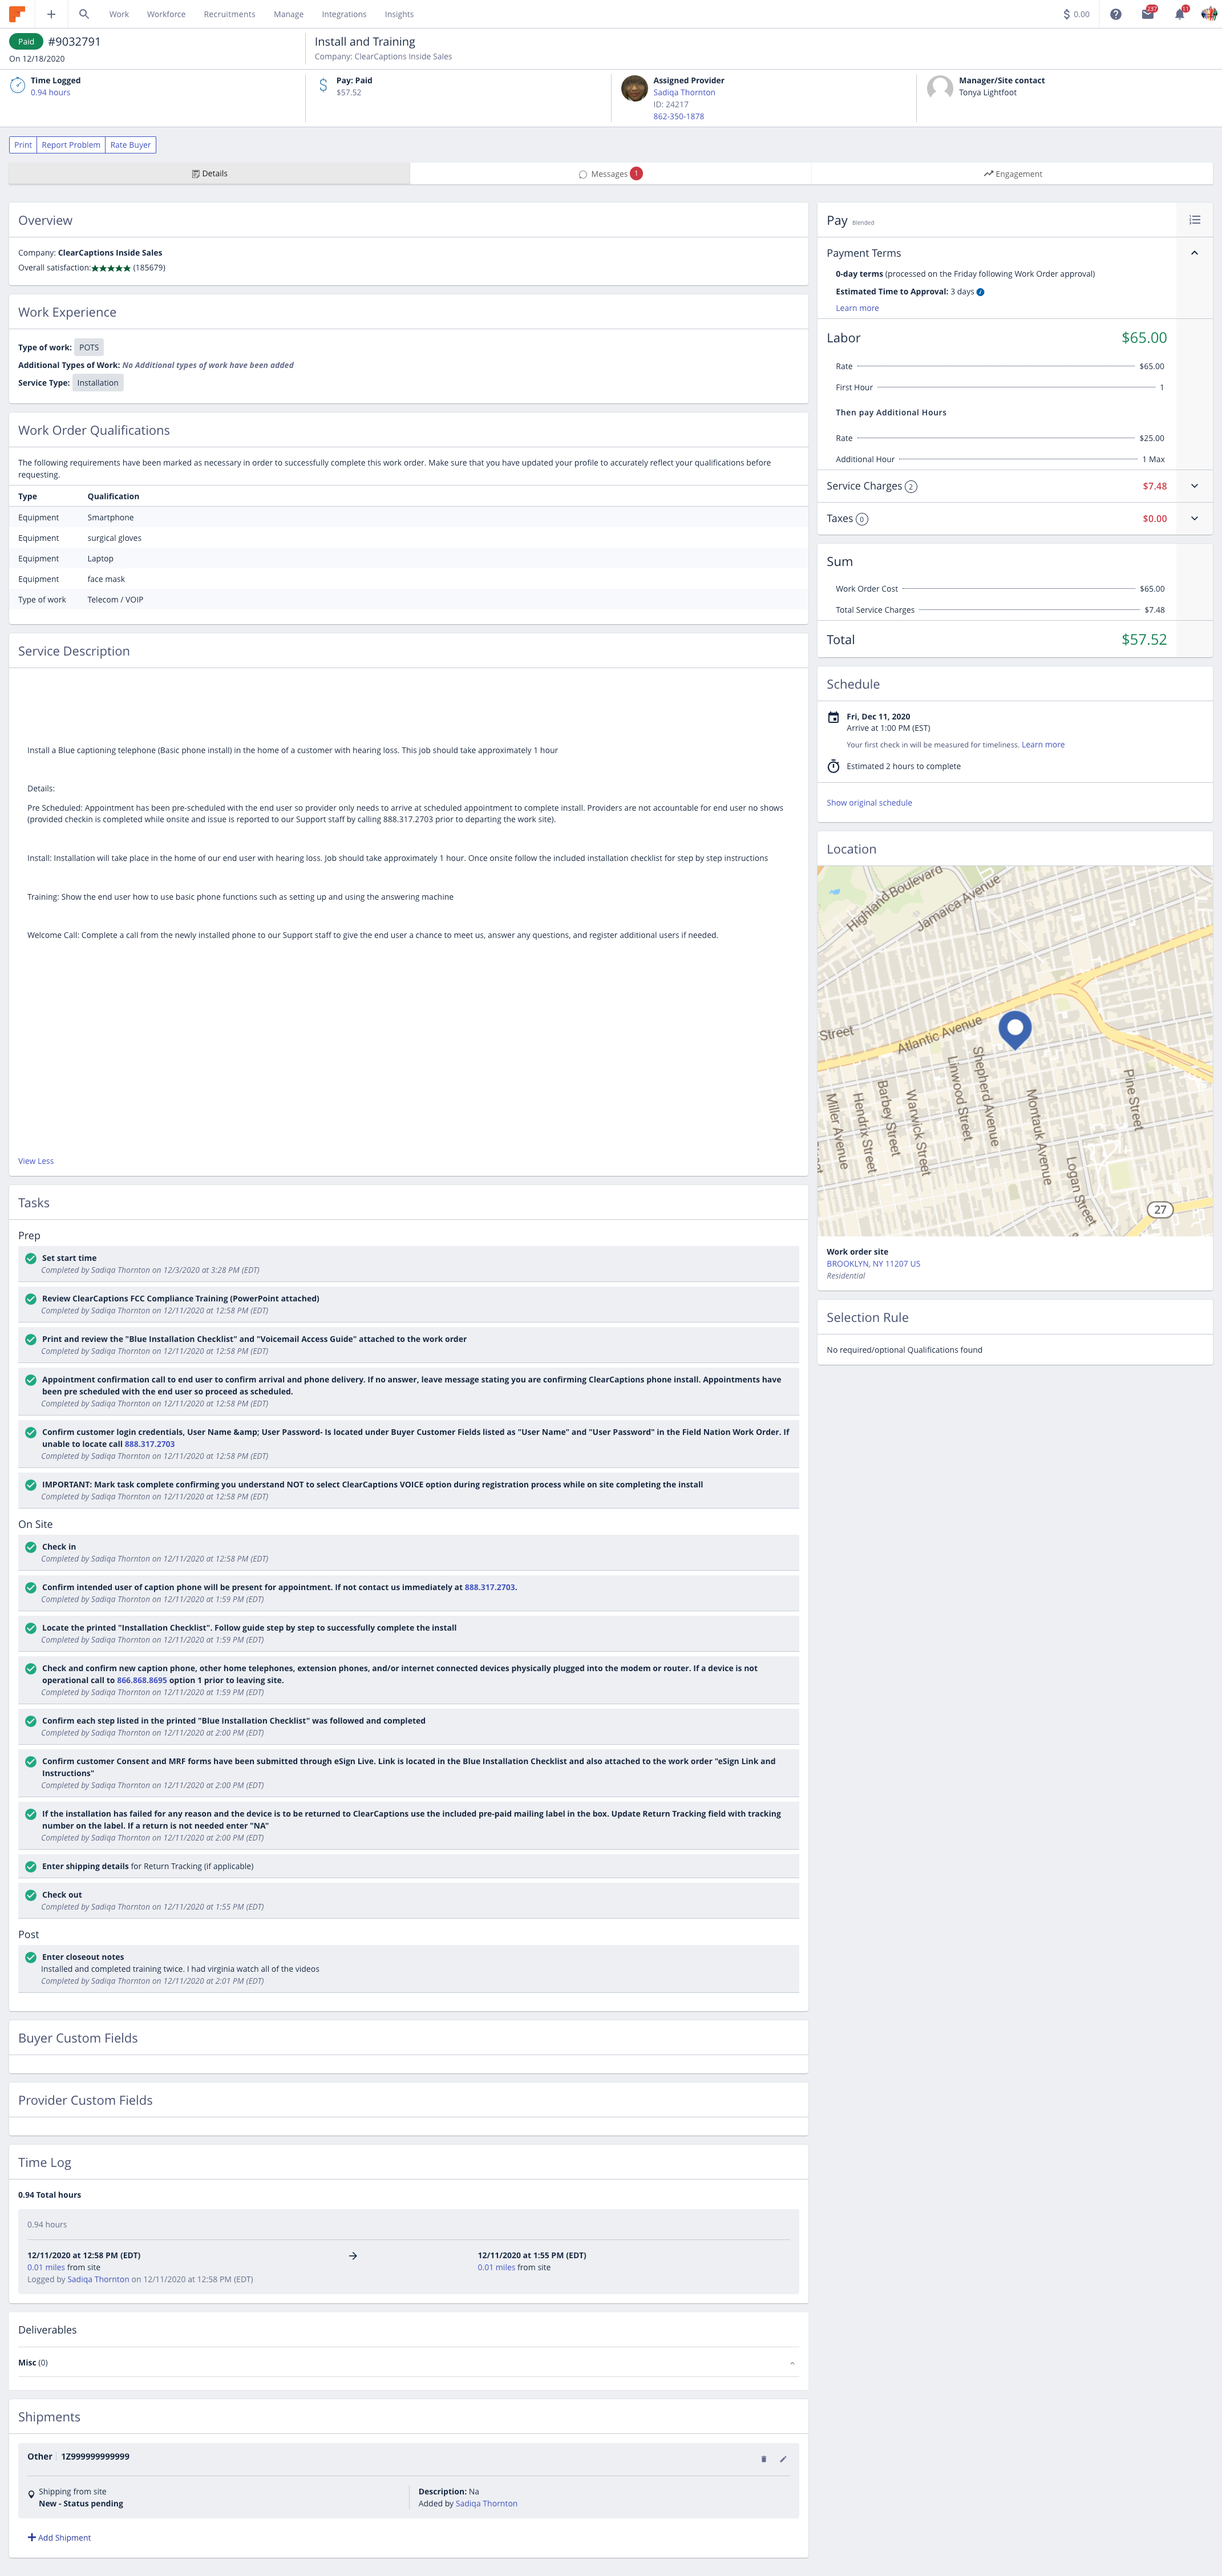 Work Workforce Recruitments Manage Integrations Insights $ 0.00 237 11
Paid #9032791
On 12/18/2020
Install and Training
Company: ClearCaptions Inside Sales
Time Logged
0.94 hours
Pay: Paid
$57.52
Assigned Provider
Sadiqa Thornton
ID: 24217
862-350-1878
Manager/Site contact
Tonya Lightfoot
Print Report Problem Rate Buyer
Details Messages 1 Engagement
Overview
Company: ClearCaptions Inside Sales
Overall satisfaction:★★★★★ (185679)
Work Experience
Type of work: POTS
Additional Types of Work: No Additional types of work have been added
Service Type: Installation
Work Order Qualifications
The following requirements have been marked as necessary in order to successfully complete this work order. Make sure that you have updated your profile to accurately reflect your qualifications before
requesting.
Type Qualification
Equipment Smartphone
Equipment surgical gloves
Equipment Laptop
Equipment face mask
Type of work Telecom / VOIP
Service Description
Install a Blue captioning telephone (Basic phone install) in the home of a customer with hearing loss. This job should take approximately 1 hour
Details:
Pre Scheduled: Appointment has been pre-scheduled with the end user so provider only needs to arrive at scheduled appointment to complete install. Providers are not accountable for end user no shows
(provided checkin is completed while onsite and issue is reported to our Support staff by calling 888.317.2703 prior to departing the work site).
Install: Installation will take place in the home of our end user with hearing loss. Job should take approximately 1 hour. Once onsite follow the included installation checklist for step by step instructions
Training: Show the end user how to use basic phone functions such as setting up and using the answering machine
Welcome Call: Complete a call from the newly installed phone to our Support staff to give the end user a chance to meet us, answer any questions, and register additional users if needed.
View Less
Tasks
Prep
Set start time
Completed by Sadiqa Thornton on 12/3/2020 at 3:28 PM (EDT)
Review ClearCaptions FCC Compliance Training (PowerPoint attached)
Completed by Sadiqa Thornton on 12/11/2020 at 12:58 PM (EDT)
Print and review the "Blue Installation Checklist" and "Voicemail Access Guide" attached to the work order
Completed by Sadiqa Thornton on 12/11/2020 at 12:58 PM (EDT)
Appointment confirmation call to end user to confirm arrival and phone delivery. If no answer, leave message stating you are confirming ClearCaptions phone install. Appointments have
been pre scheduled with the end user so proceed as scheduled.
Completed by Sadiqa Thornton on 12/11/2020 at 12:58 PM (EDT)
Confirm customer login credentials, User Name &amp; User Password- Is located under Buyer Customer Fields listed as "User Name" and "User Password" in the Field Nation Work Order. If
unable to locate call 888.317.2703
Completed by Sadiqa Thornton on 12/11/2020 at 12:58 PM (EDT)
IMPORTANT: Mark task complete confirming you understand NOT to select ClearCaptions VOICE option during registration process while on site completing the install
Completed by Sadiqa Thornton on 12/11/2020 at 12:58 PM (EDT)
On Site
Check in
Completed by Sadiqa Thornton on 12/11/2020 at 12:58 PM (EDT)
Confirm intended user of caption phone will be present for appointment. If not contact us immediately at 888.317.2703.
Completed by Sadiqa Thornton on 12/11/2020 at 1:59 PM (EDT)
Locate the printed "Installation Checklist". Follow guide step by step to successfully complete the install
Completed by Sadiqa Thornton on 12/11/2020 at 1:59 PM (EDT)
Check and confirm new caption phone, other home telephones, extension phones, and/or internet connected devices physically plugged into the modem or router. If a device is not
operational call to 866.868.8695 option 1 prior to leaving site.
Completed by Sadiqa Thornton on 12/11/2020 at 1:59 PM (EDT)
Confirm each step listed in the printed "Blue Installation Checklist" was followed and completed
Completed by Sadiqa Thornton on 12/11/2020 at 2:00 PM (EDT)
Confirm customer Consent and MRF forms have been submitted through eSign Live. Link is located in the Blue Installation Checklist and also attached to the work order "eSign Link and
Instructions"
Completed by Sadiqa Thornton on 12/11/2020 at 2:00 PM (EDT)
If the installation has failed for any reason and the device is to be returned to ClearCaptions use the included pre-paid mailing label in the box. Update Return Tracking field with tracking
number on the label. If a return is not needed enter "NA"
Completed by Sadiqa Thornton on 12/11/2020 at 2:00 PM (EDT)
Enter shipping details for Return Tracking (if applicable)
Check out
Completed by Sadiqa Thornton on 12/11/2020 at 1:55 PM (EDT)
Post
Enter closeout notes
Installed and completed training twice. I had virginia watch all of the videos
Completed by Sadiqa Thornton on 12/11/2020 at 2:01 PM (EDT)
Buyer Custom Fields
Provider Custom Fields
Time Log
0.94 Total hours
0.94 hours
12/11/2020 at 12:58 PM (EDT)
0.01 miles from site
Logged by Sadiqa Thornton on 12/11/2020 at 12:58 PM (EDT)
12/11/2020 at 1:55 PM (EDT)
0.01 miles from site
Deliverables
Misc (0)
Shipments
Other 1Z999999999999
Shipping from site
New - Status pending
Description: Na
Added by Sadiqa Thornton
Add Shipment
Pay Blended
Payment Terms
0-day terms (processed on the Friday following Work Order approval)
Estimated Time to Approval: 3 days
Learn more
Labor $65.00
Rate $65.00
First Hour 1
Then pay Additional Hours
Rate $25.00
Additional Hour 1 Max
Service Charges 2 $7.48
Taxes 0 $0.00
Sum
Work Order Cost $65.00
Total Service Charges $7.48
Total $57.52
Schedule
Fri, Dec 11, 2020
Arrive at 1:00 PM (EST)
Your first check in will be measured for timeliness. Learn more
Estimated 2 hours to complete
Show original schedule
Location
Highland Boulevard
Jamaica Avenue
Street
Atlantic Avenue
Miller Avenue
Hendrix Street
Barbey Street
Warwick Street
Linwood Street
Shepherd Avenue
Montauk Avenue
Logan Street
Pine Street
27
Work order site
BROOKLYN, NY 11207 US
Residential
Selection Rule
No required/optional Qualifications found